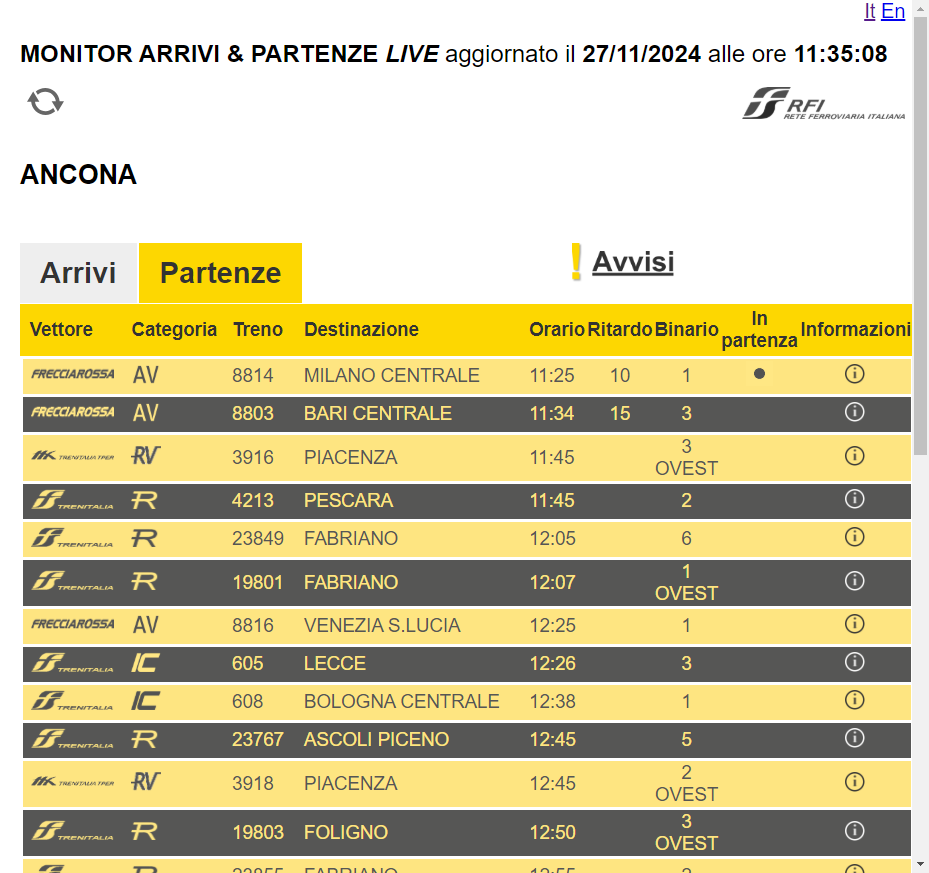 It En
MONITOR ARRIVI & PARTENZE LIVE aggiornato il 27/11/2024 alle ore 11:35:08
RFI
RETE FERROVIARIA ITALIANA
ANCONA
Arrivi Partenze ! Avvisi
Vettore Categoria Treno Destinazione Orario Ritardo Binario In partenza Informazioni
FRECCIAROSSA AV 8814 MILANO CENTRALE 11:25 10 1
FRECCIAROSSA AV 8803 BARI CENTRALE 11:34 15 3
TRENITALIA TPER RV 3916 PIACENZA 11:45 3 OVEST
TRENITALIA R 4213 PESCARA 11:45 2
TRENITALIA R 23849 FABRIANO 12:05 6
TRENITALIA R 19801 FABRIANO 12:07 1 OVEST
FRECCIAROSSA AV 8816 VENEZIA S.LUCIA 12:25 1
TRENITALIA IC 605 LECCE 12:26 3
TRENITALIA IC 608 BOLOGNA CENTRALE 12:38 1
TRENITALIA R 23767 ASCOLI PICENO 12:45 5
TRENITALIA TPER RV 3918 PIACENZA 12:45 2 OVEST
TRENITALIA R 19803 FOLIGNO 12:50 3 OVEST
FABRIANO 12:55